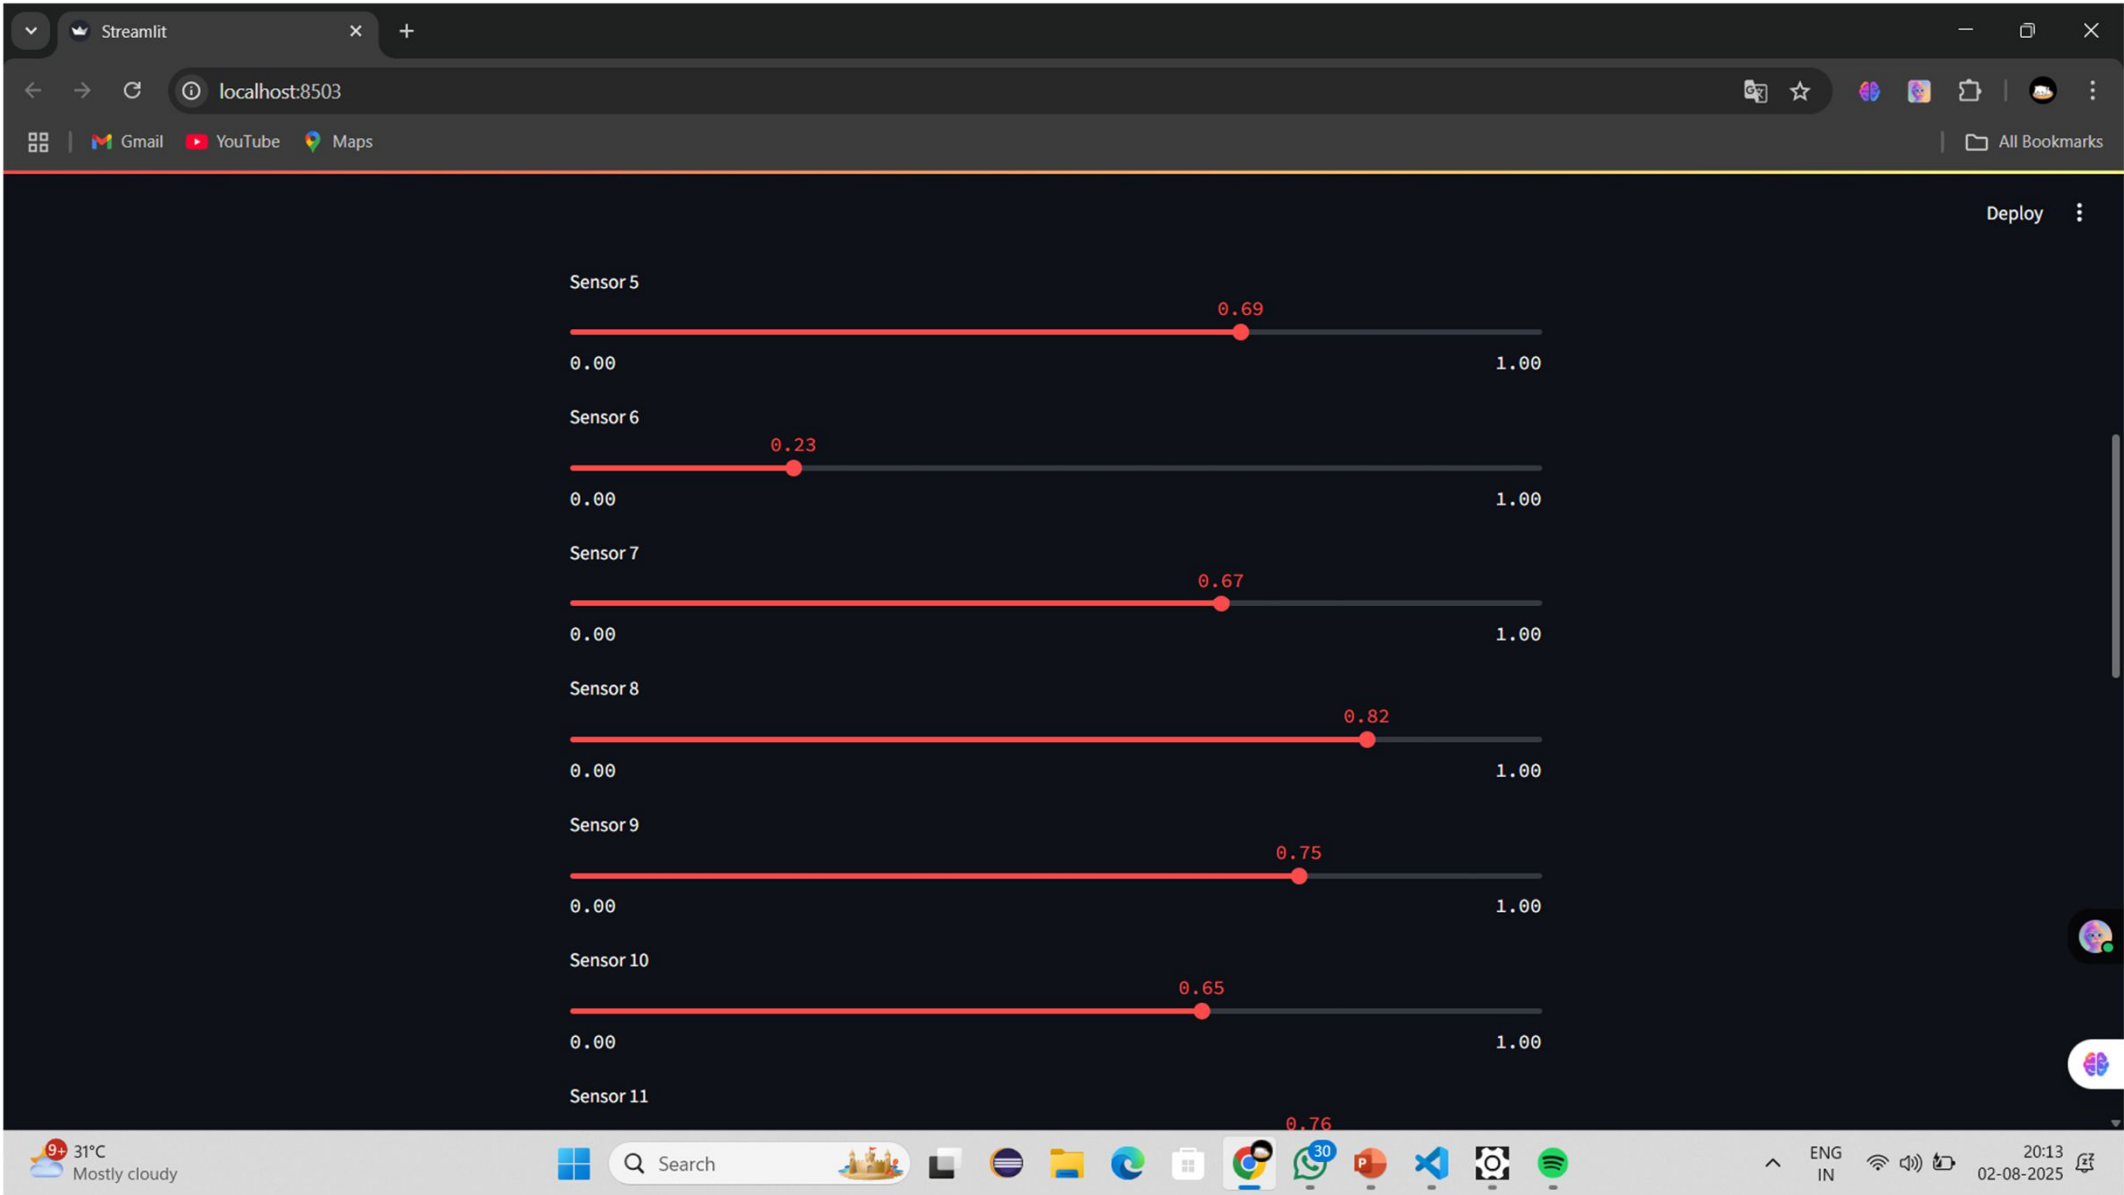 Streamlit
localhost:8503
Gmail YouTube Maps All Bookmarks
Deploy
Sensor 5
0.69
0.00 1.00
Sensor 6
0.23
0.00 1.00
Sensor 7
0.67
0.00 1.00
Sensor 8
0.82
0.00 1.00
Sensor 9
0.75
0.00 1.00
Sensor 10
0.65
0.00 1.00
Sensor 11
0.76
9+ 31°C
Mostly cloudy
Search
30
P
ENG
IN
20:13
02-08-2025